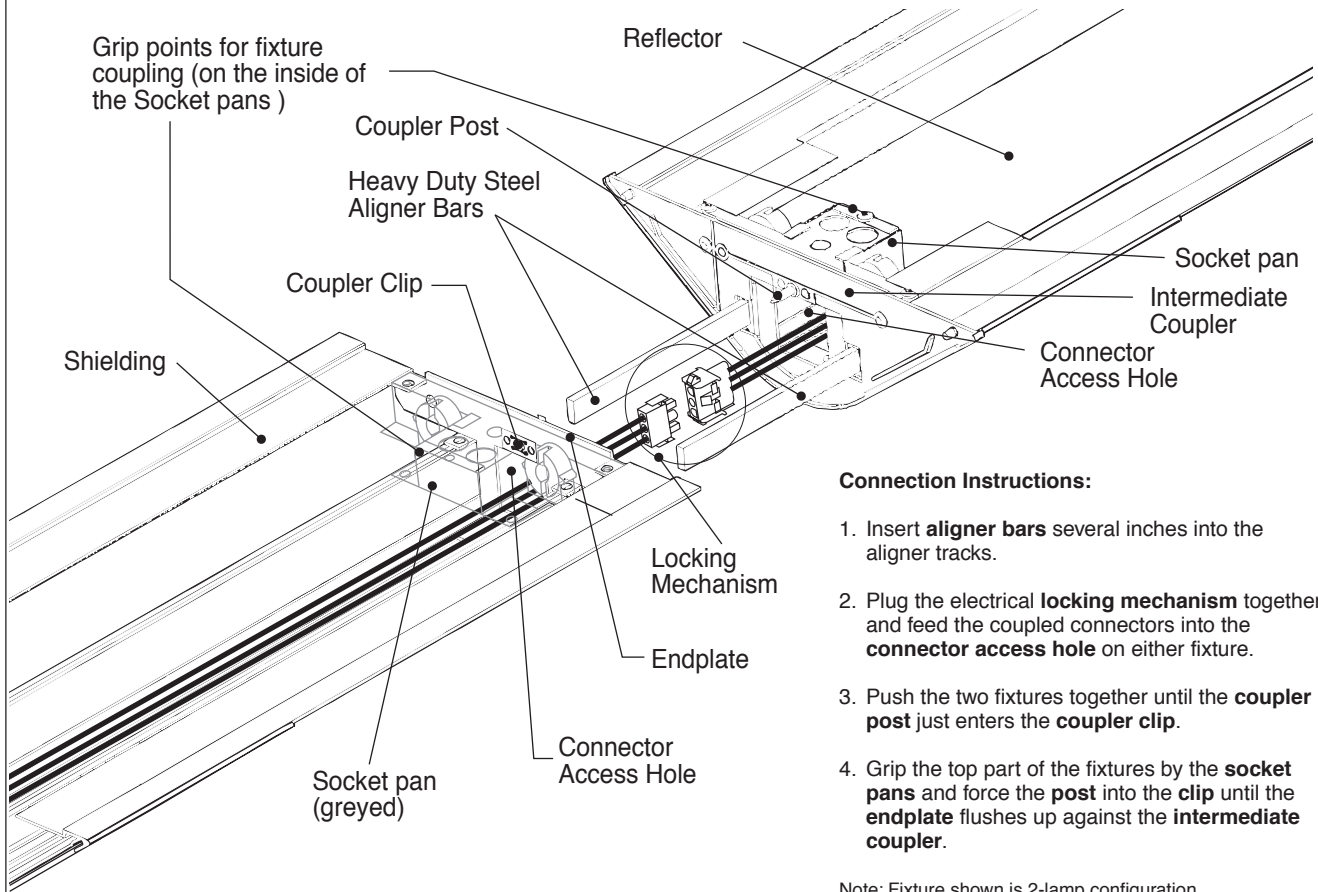 Grip points for fixture
coupling (on the inside of
the Socket pans )
Reflector
Coupler Post
Heavy Duty Steel
Aligner Bars
Coupler Clip
Shielding
Socket pan
Intermediate
Coupler
Connector
Access Hole
Locking
Mechanism
Endplate
Connector
Access Hole
Socket pan
(greyed)
Connection Instructions:
1. Insert aligner bars several inches into the
aligner tracks.
2. Plug the electrical locking mechanism together
and feed the coupled connectors into the
connector access hole on either fixture.
3. Push the two fixtures together until the coupler
post just enters the coupler clip.
4. Grip the top part of the fixtures by the socket
pans and force the post into the clip until the
endplate flushes up against the intermediate
coupler.
Note: Fixture shown is 2-lamp configuration